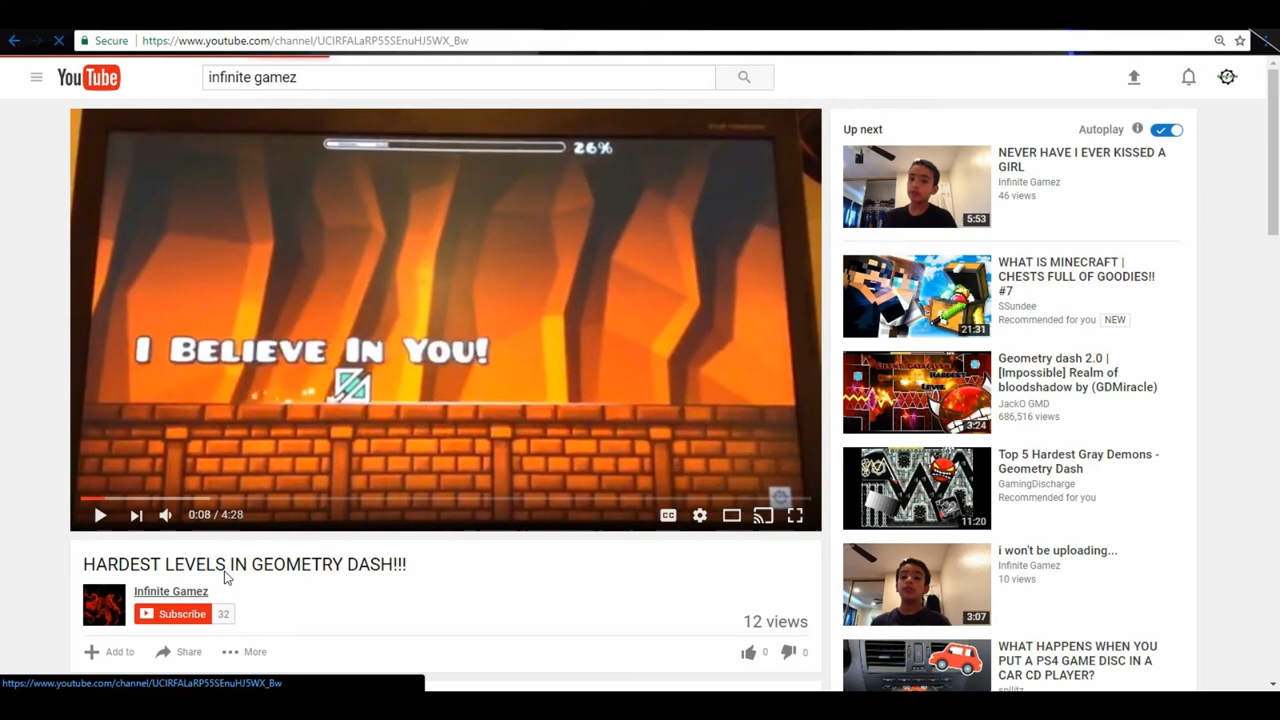 Secure https://www.youtube.com/channel/UCIRFALaRP55SEnuHJ5WX_Bw
YouTube
infinite gamez
26%
I BELIEVE IN YOU!
0:08 / 4:28
CC
HARDEST LEVELS IN GEOMETRY DASH!!!
Infinite Gamez
Subscribe 32
12 views
Add to Share More 0 0
Up next Autoplay
NEVER HAVE I EVER KISSED A
GIRL
Infinite Gamez
46 views
5:53
WHAT IS MINECRAFT |
CHESTS FULL OF GOODIES!!
#7
SSundee
Recommended for you NEW
21:31
Geometry dash 2.0 |
[Impossible] Realm of
bloodshadow by (GDMiracle)
JackO GMD
686,516 views
3:24
Top 5 Hardest Gray Demons -
Geometry Dash
GamingDischarge
Recommended for you
11:20
i won't be uploading...
Infinite Gamez
10 views
3:07
WHAT HAPPENS WHEN YOU
PUT A PS4 GAME DISC IN A
CAR CD PLAYER?
https://www.youtube.com/channel/UCIRFALaRP55SEnuHJ5WX_Bw